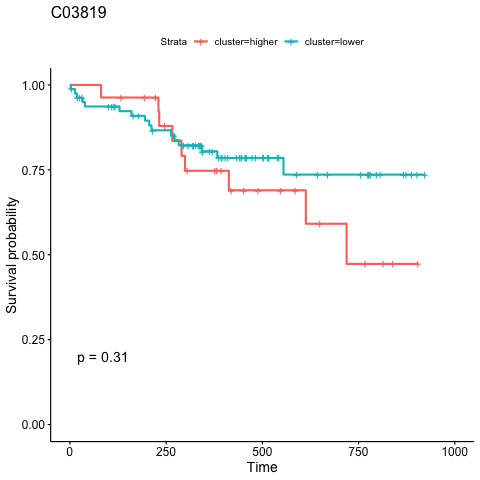 C03819
Strata cluster=higher cluster=lower
1.00
0.75
0.50
0.25
0.00
Survival probability
p = 0.31
0 250 500 750 1000
Time